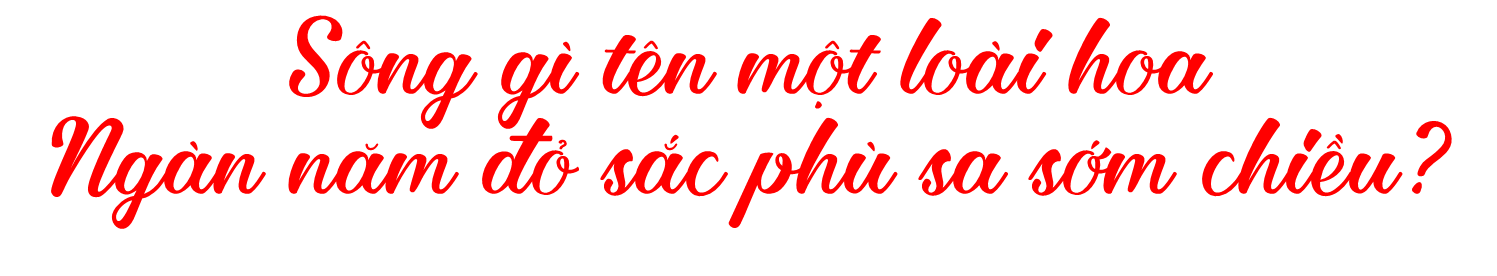 Sông gì tên một loài hoa
Ngàn năm đỏ sắc phù sa sớm chiều?